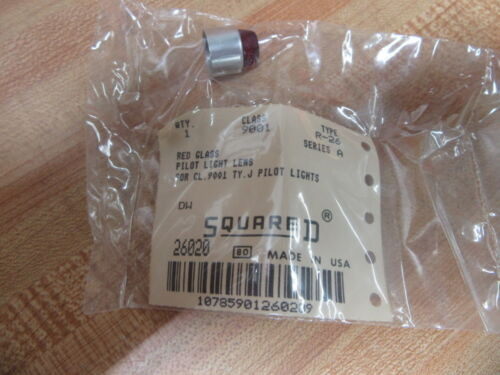 QTY. CLASS TYPE
1 9001 R-26
SERIES A
RED GLASS
PILOT LIGHT LENS
FOR CL.9001 TY.J PILOT LIGHTS
DW
SQUARE D ®
26020 80 MADE IN USA